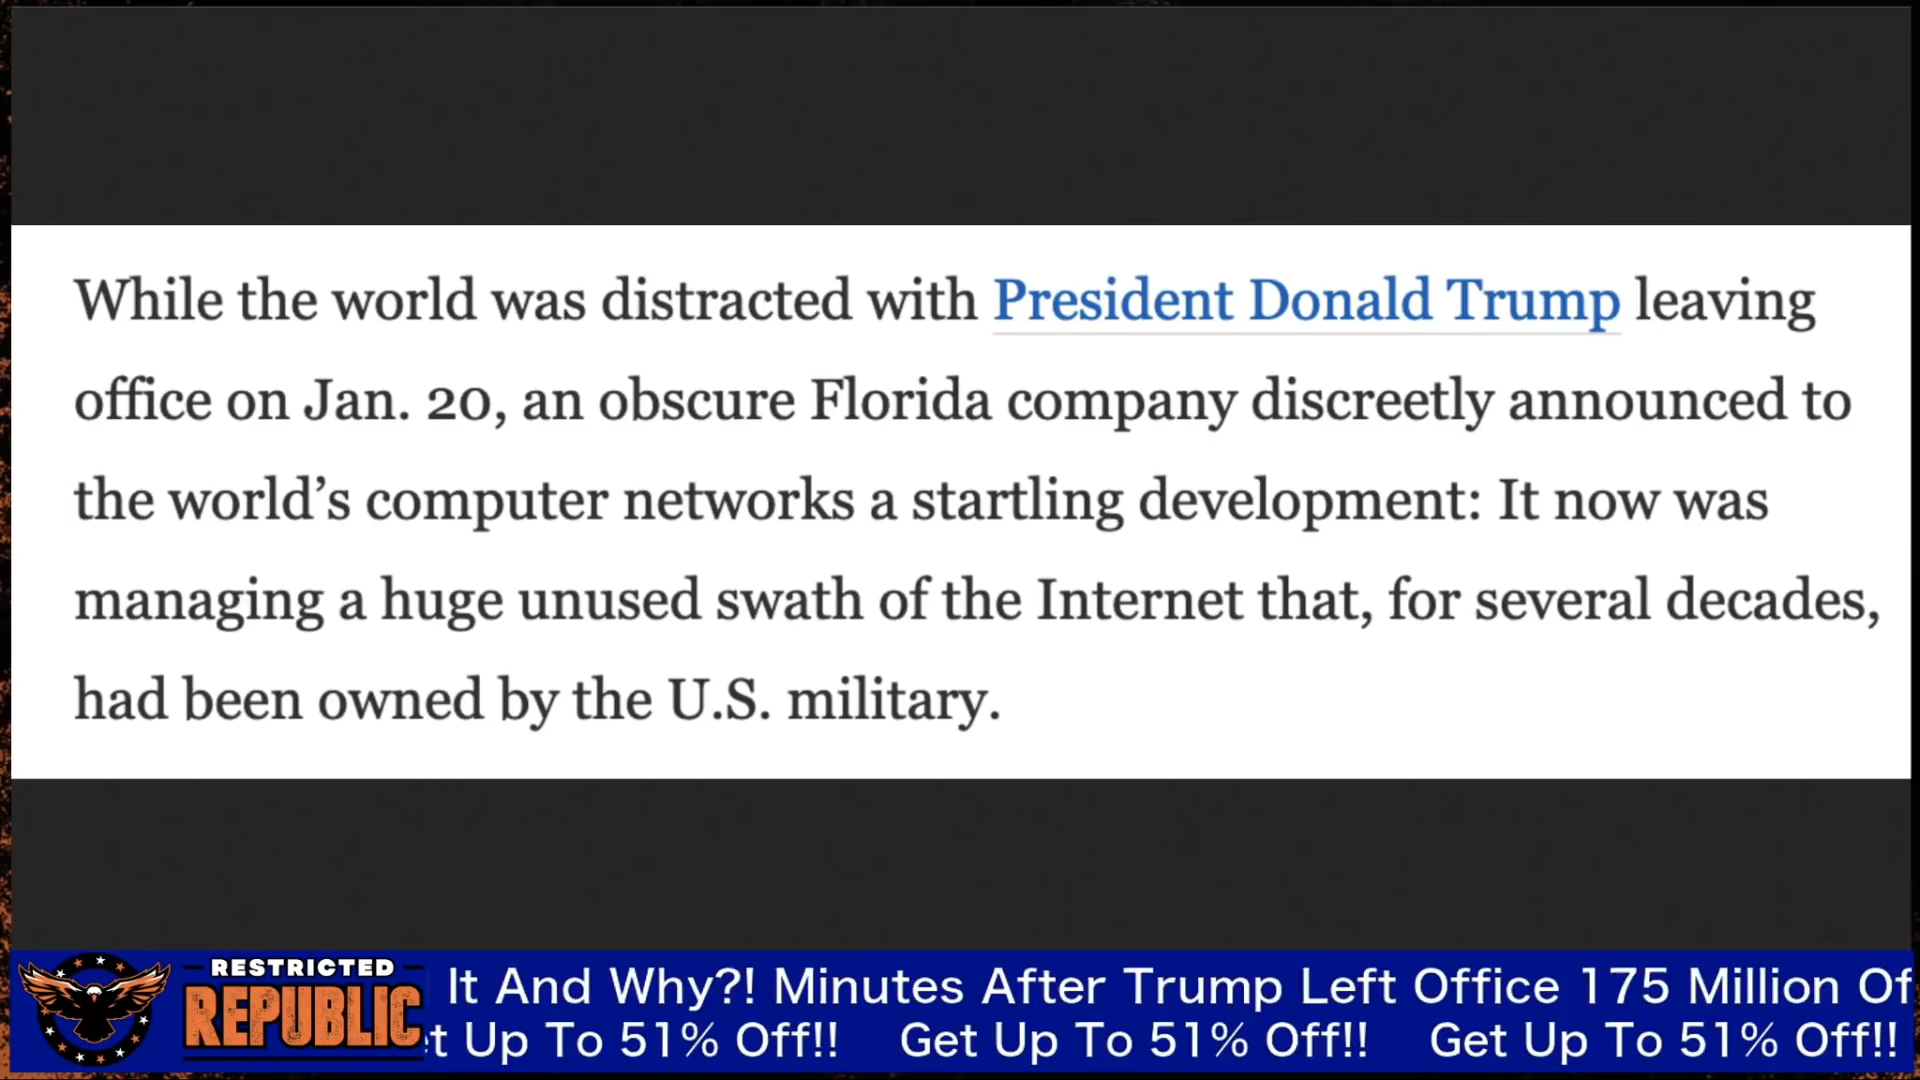 While the world was distracted with President Donald Trump leaving
office on Jan. 20, an obscure Florida company discreetly announced to
the world’s computer networks a startling development: It now was
managing a huge unused swath of the Internet that, for several decades,
had been owned by the U.S. military.
RESTRICTED
REPUBLIC
It And Why?! Minutes After Trump Left Office 175 Million Of
t Up To 51% Off!! Get Up To 51% Off!! Get Up To 51% Off!!